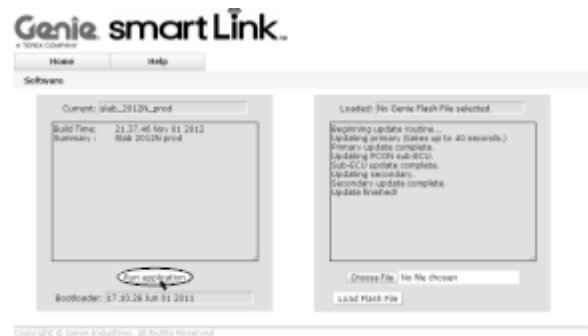 Genie smartLink™
A TEREX COMPANY
Home Help
Software
Current: slab_2012N_prod
Build Time: 21.37.46 Nov 01 2012
Summary : Slab 2012N prod
Run application
Bootloader: 17.10.28 Jun 01 2011
Loaded: No Genie Flash File selected
Beginning update routine...
Updating primary (takes up to 40 seconds.)
Primary update complete.
Updating PCON sub-ECU.
Sub-ECU update complete.
Updating secondary.
Secondary update complete.
Update finished!
Choose File No file chosen
Load Flash File
Copyright © Genie Industries. All Rights Reserved